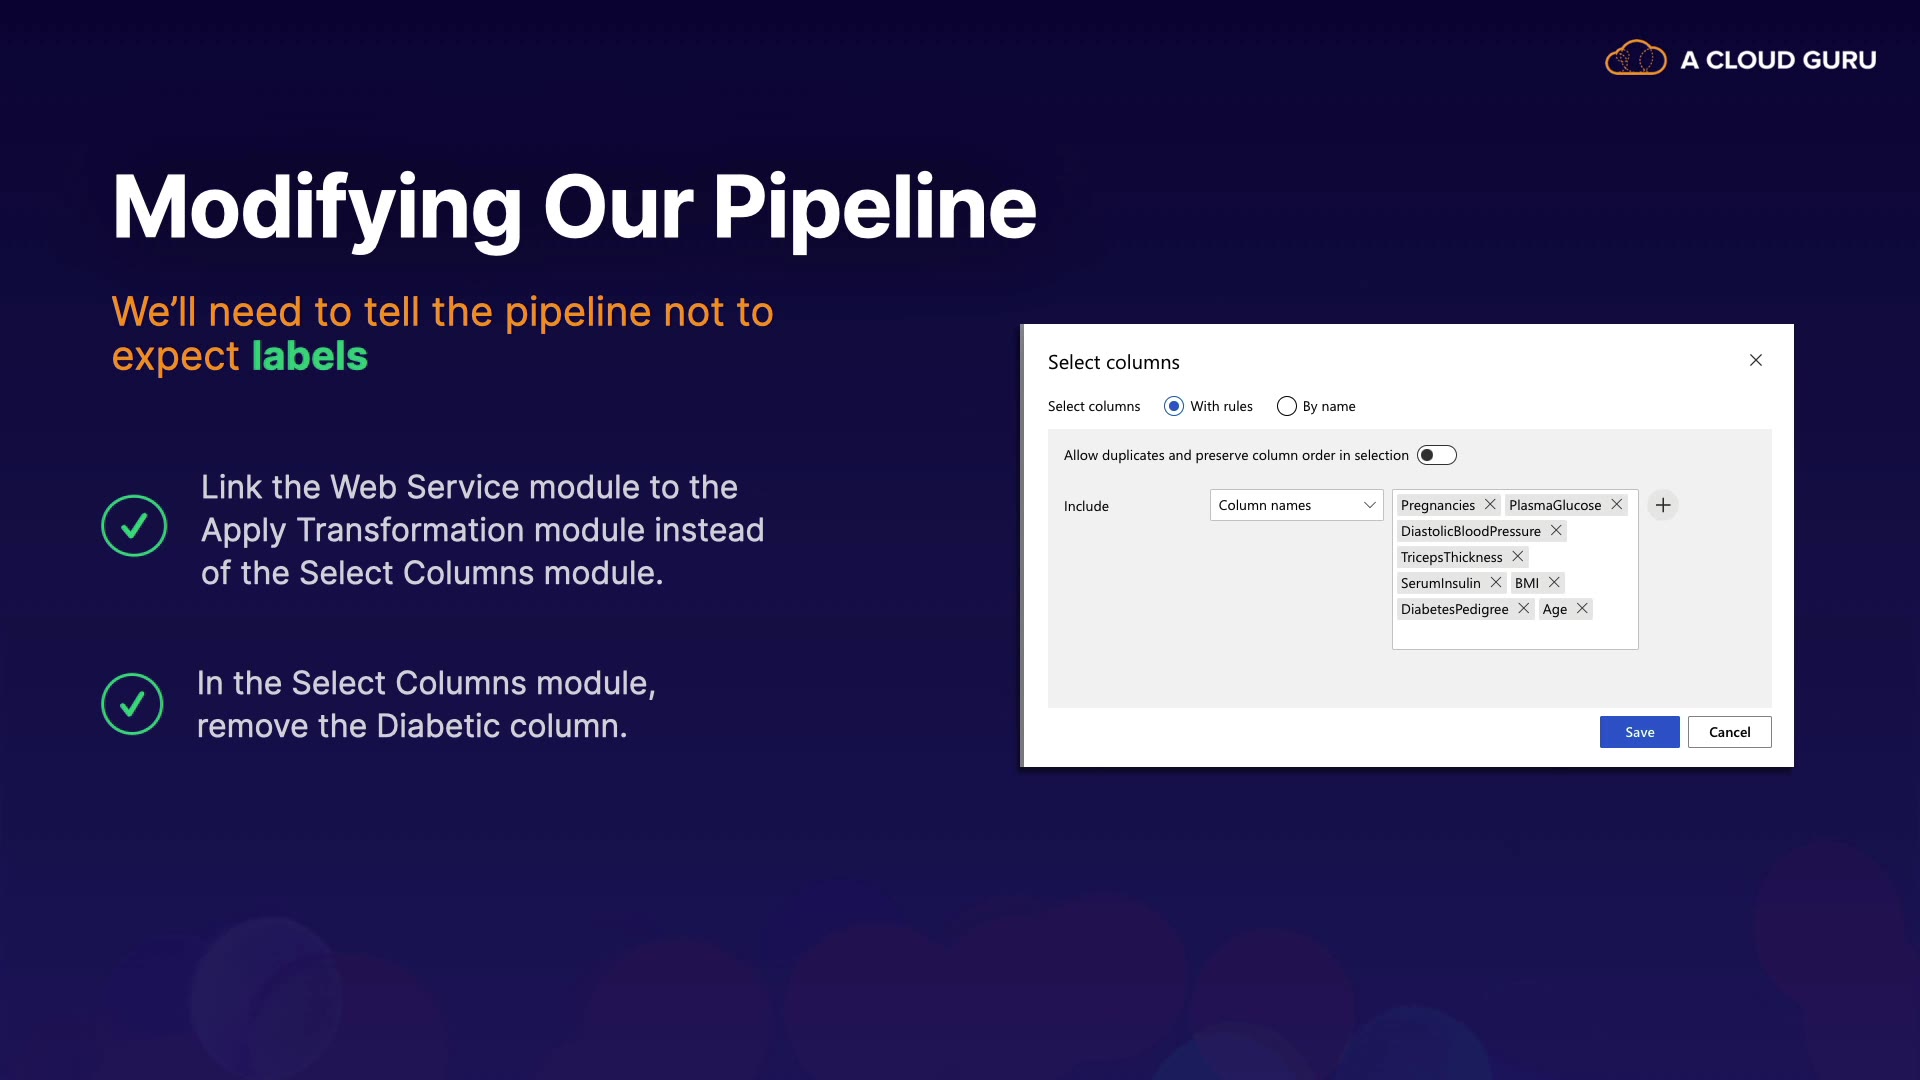 A CLOUD GURU
Modifying Our Pipeline
We’ll need to tell the pipeline not to
expect labels
Link the Web Service module to the
Apply Transformation module instead
of the Select Columns module.
In the Select Columns module,
remove the Diabetic column.
Select columns
Select columns With rules By name
Allow duplicates and preserve column order in selection
Include Column names Pregnancies PlasmaGlucose
DiastolicBloodPressure
TricepsThickness
SerumInsulin BMI
DiabetesPedigree Age
Save Cancel